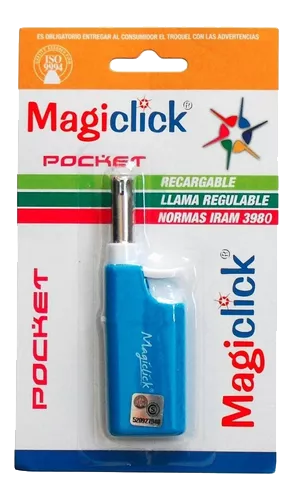 ES OBLIGATORIO ENTREGAR AL CONSUMIDOR EL TROQUEL CON LAS ADVERTENCIAS
ISO
9994
Magiclick®
POCKET
RECARGABLE
LLAMA REGULABLE
NORMAS IRAM 3980
POCKET
Magiclick
Magiclick®